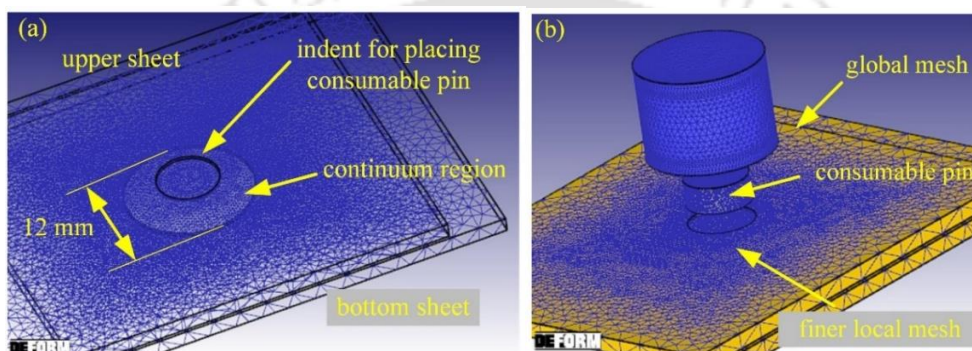 (a)
upper sheet
indent for placing
consumable pin
continuum region
12 mm
bottom sheet
DEFORM
(b)
global mesh
consumable pin
finer local mesh
DEFORM